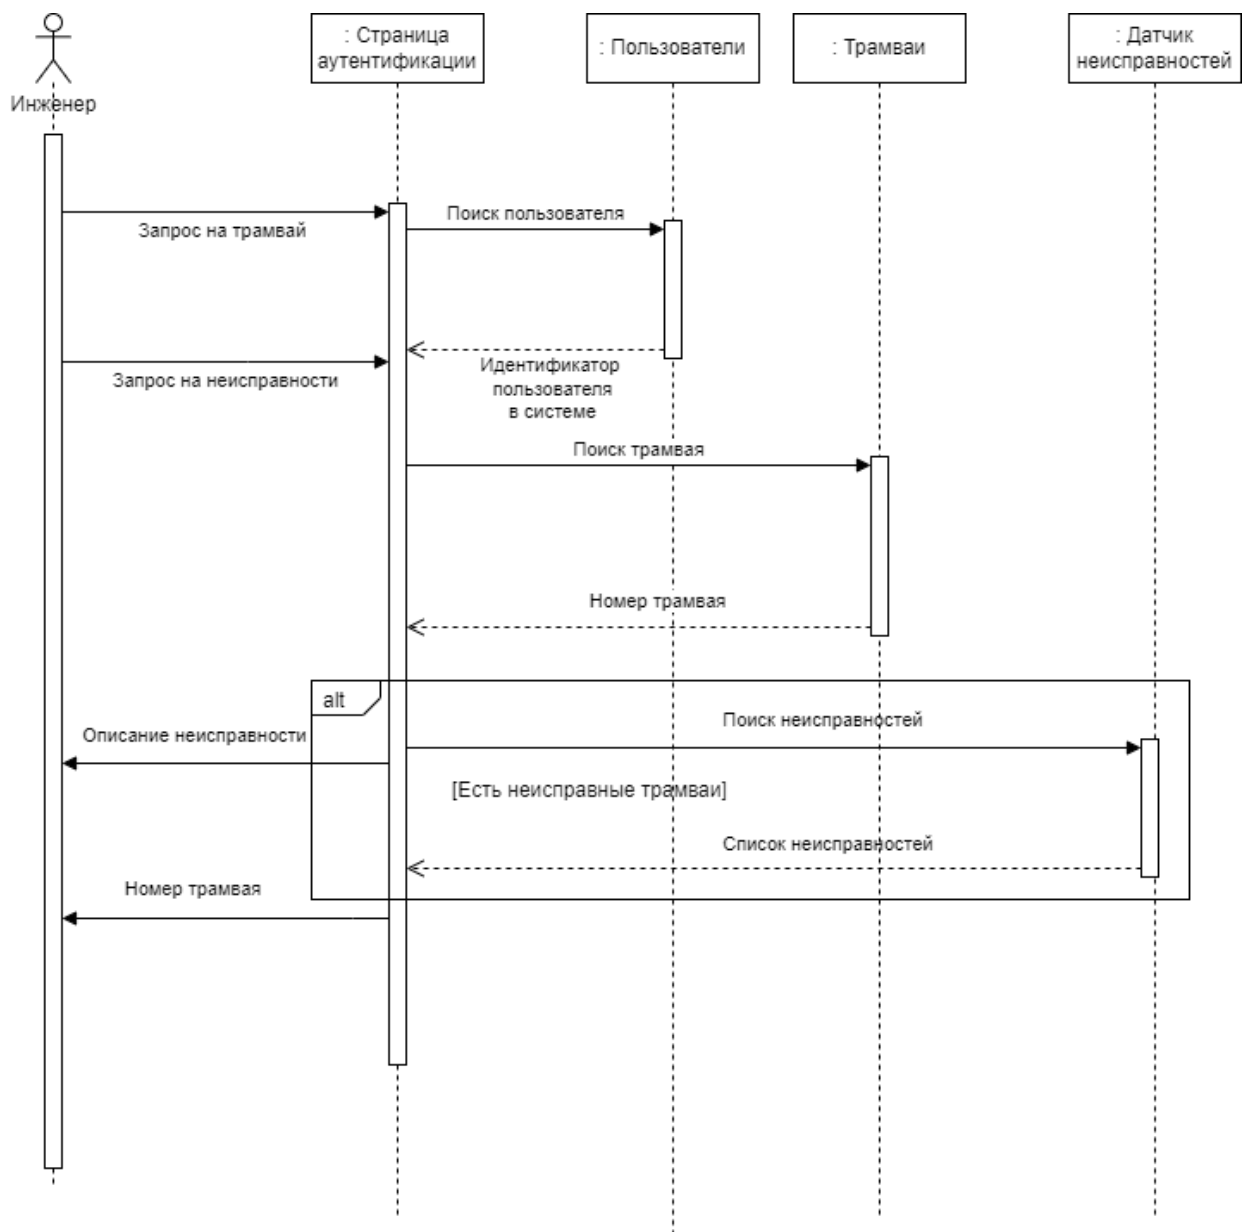 : Страница
аутентификации
: Пользователи
: Трамваи
: Датчик
неисправностей
Инженер
Запрос на трамвай
Поиск пользователя
Запрос на неисправности
Идентификатор
пользователя
в системе
Поиск трамвая
Номер трамвая
alt
Поиск неисправностей
Описание неисправности
[Есть неисправные трамваи]
Список неисправностей
Номер трамвая